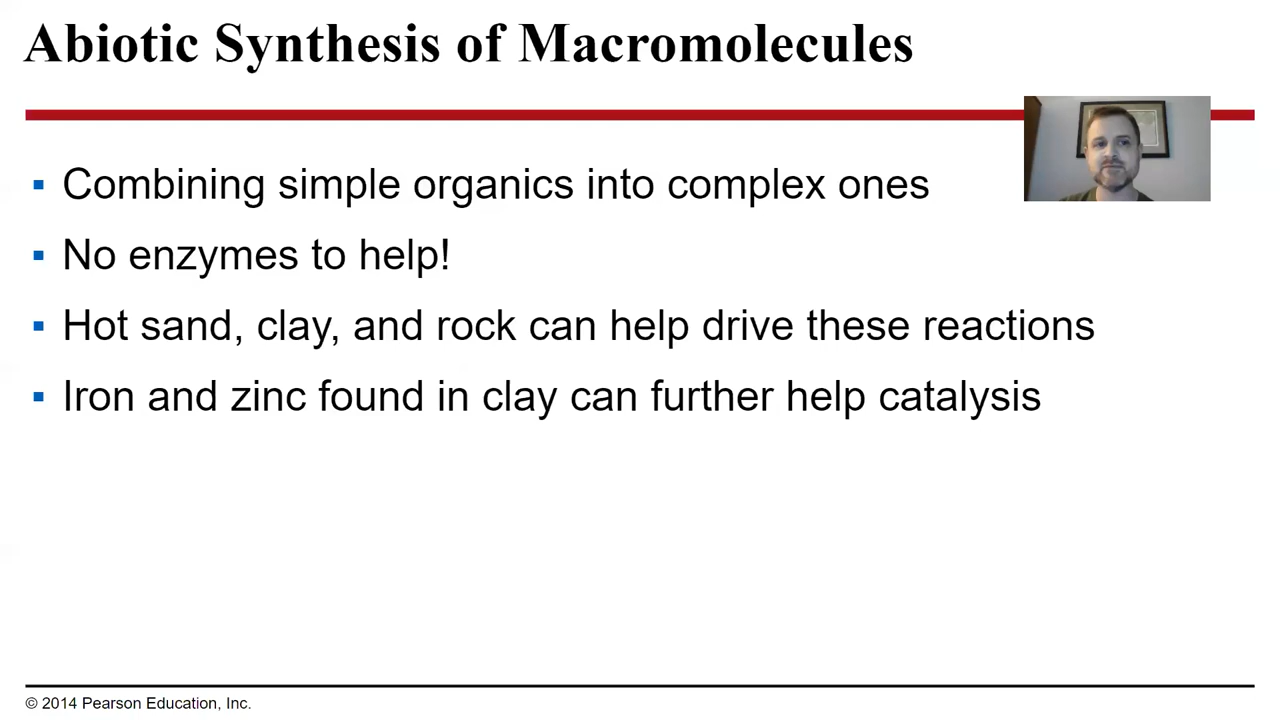 Abiotic Synthesis of Macromolecules
▪ Combining simple organics into complex ones
▪ No enzymes to help!
▪ Hot sand, clay, and rock can help drive these reactions
▪ Iron and zinc found in clay can further help catalysis
© 2014 Pearson Education, Inc.